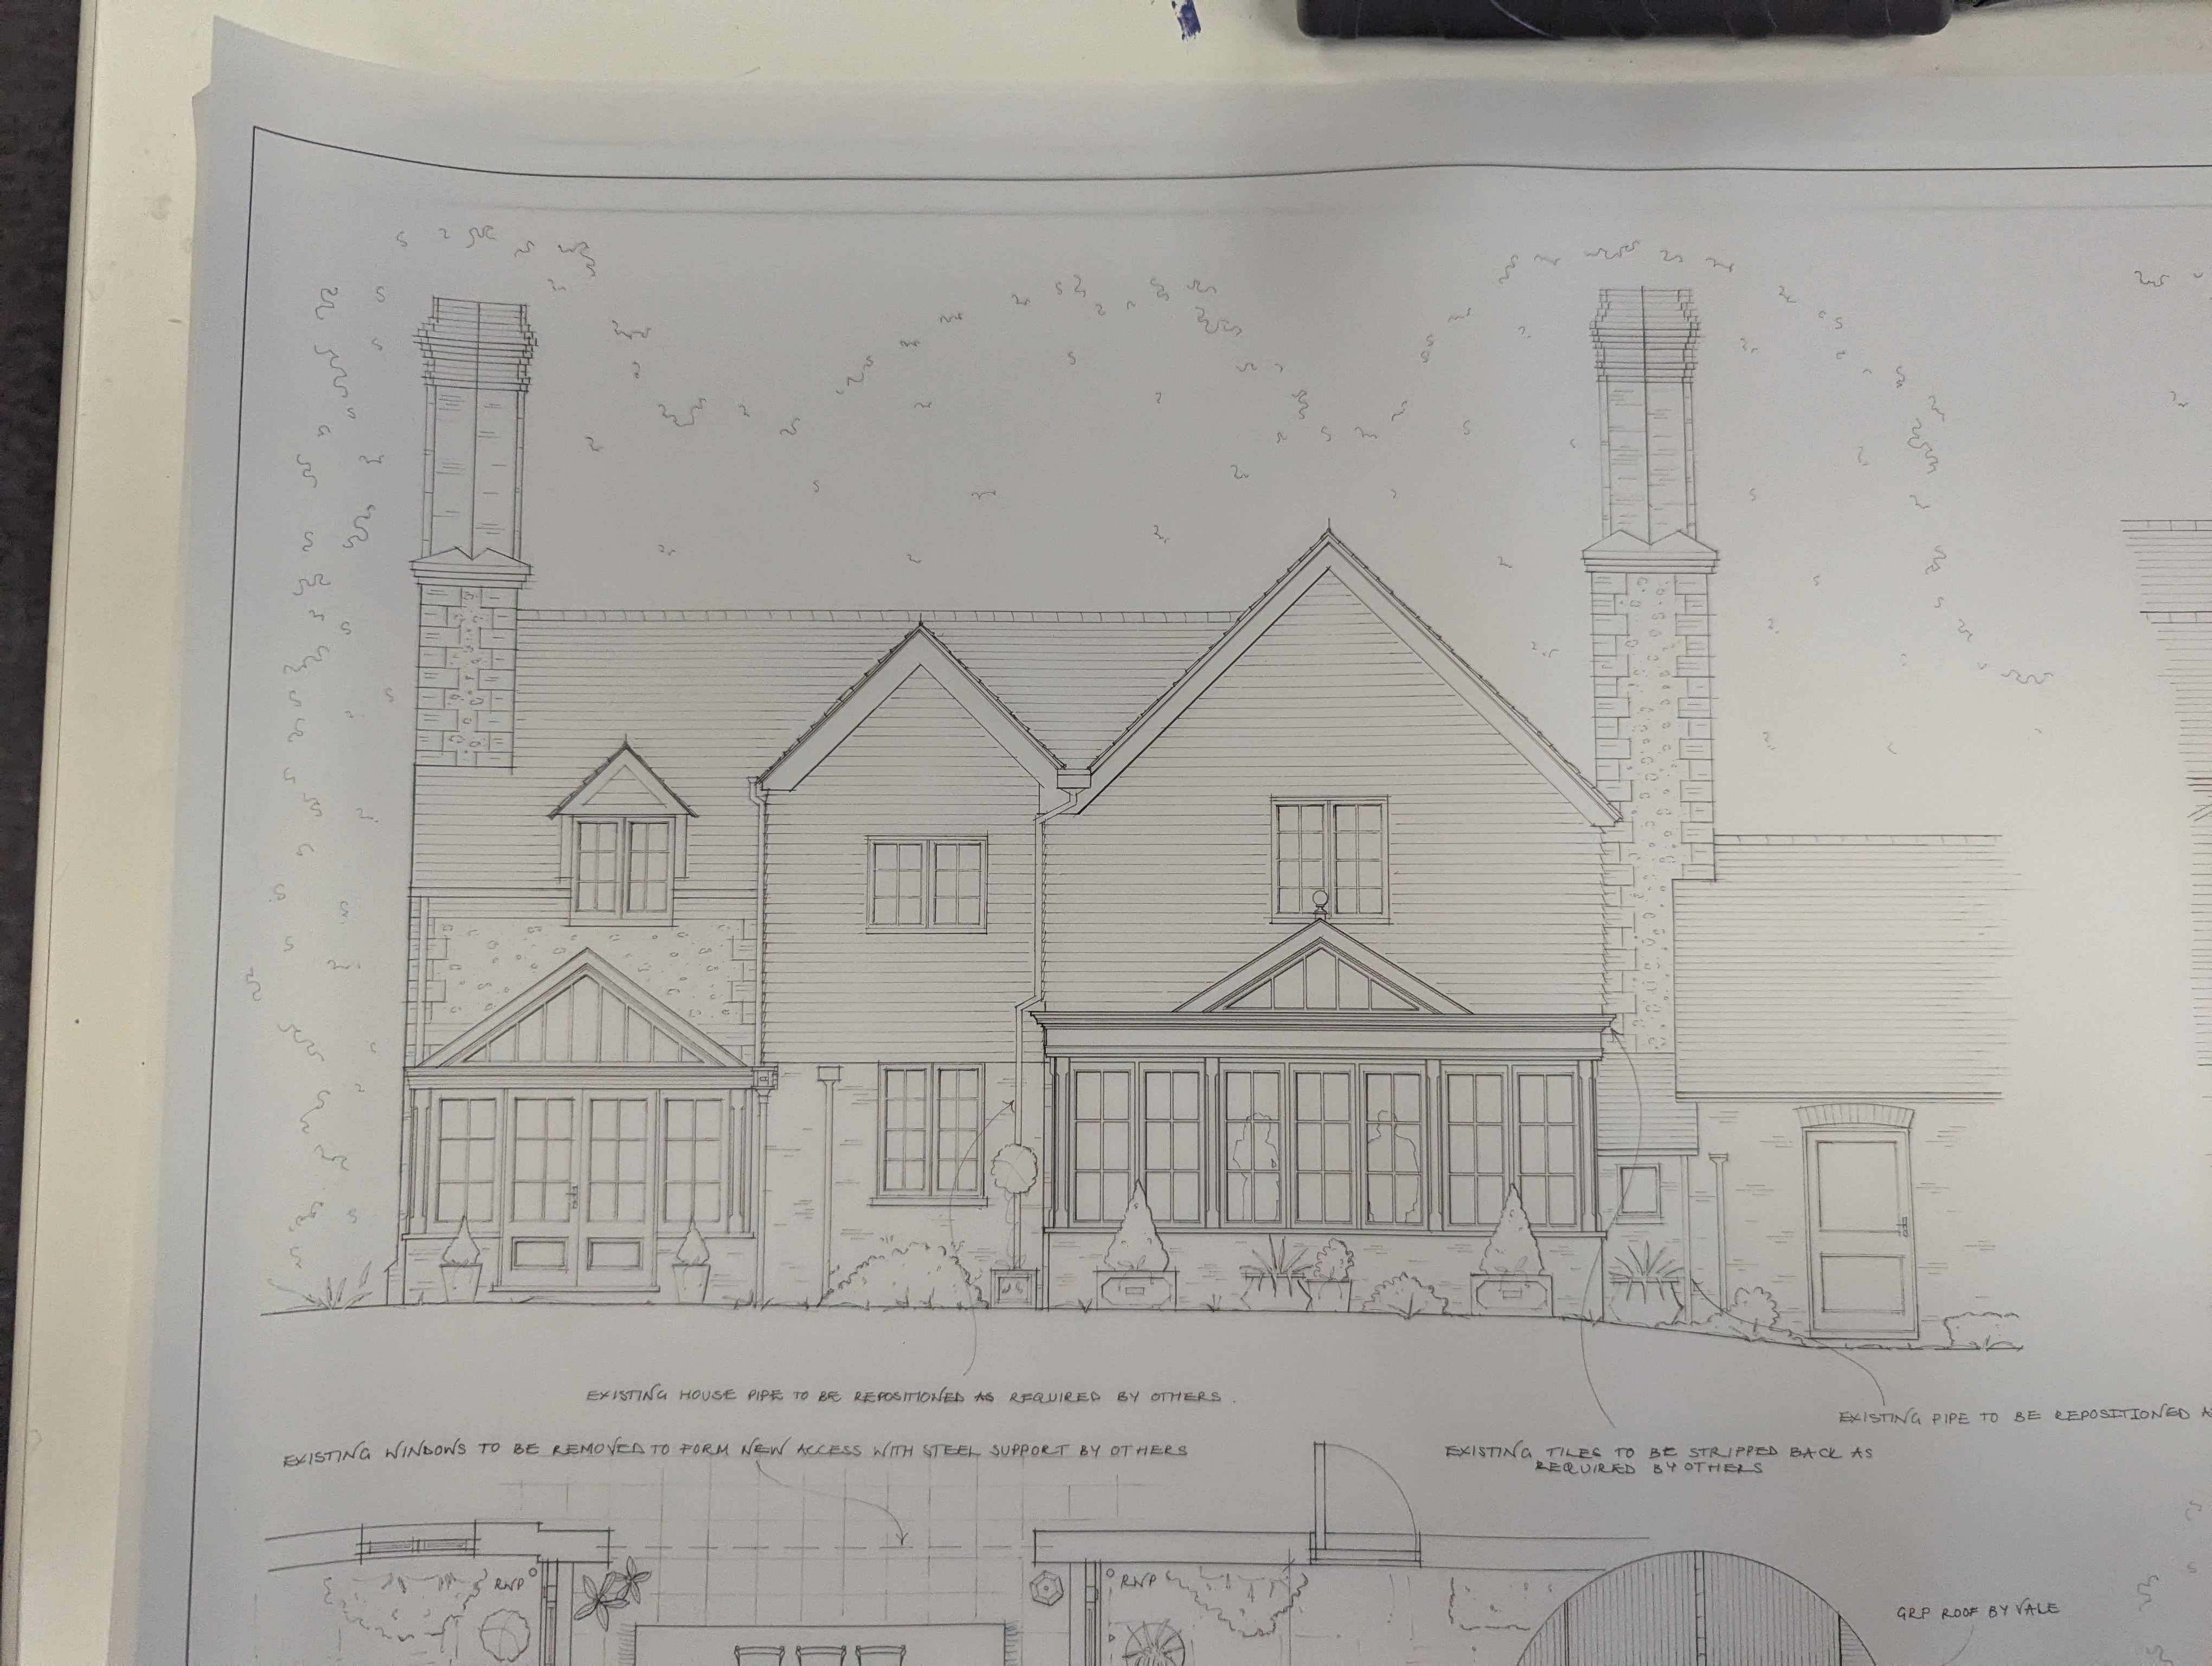 EXISTING HOUSE PIPE TO BE REPOSITIONED AS REQUIRED BY OTHERS.
EXISTING PIPE TO BE REPOSITIONED
EXISTING WINDOWS TO BE REMOVED TO FORM NEW ACCESS WITH STEEL SUPPORT BY OTHERS
EXISTING TILES TO BE STRIPPED BACK AS
REQUIRED BY OTHERS
RWP
RWP
GRP ROOF BY VALE